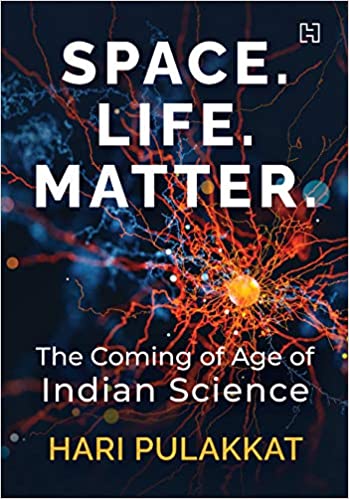 SPACE.
LIFE.
MATTER.
The Coming of Age of
Indian Science
HARI PULAKKAT